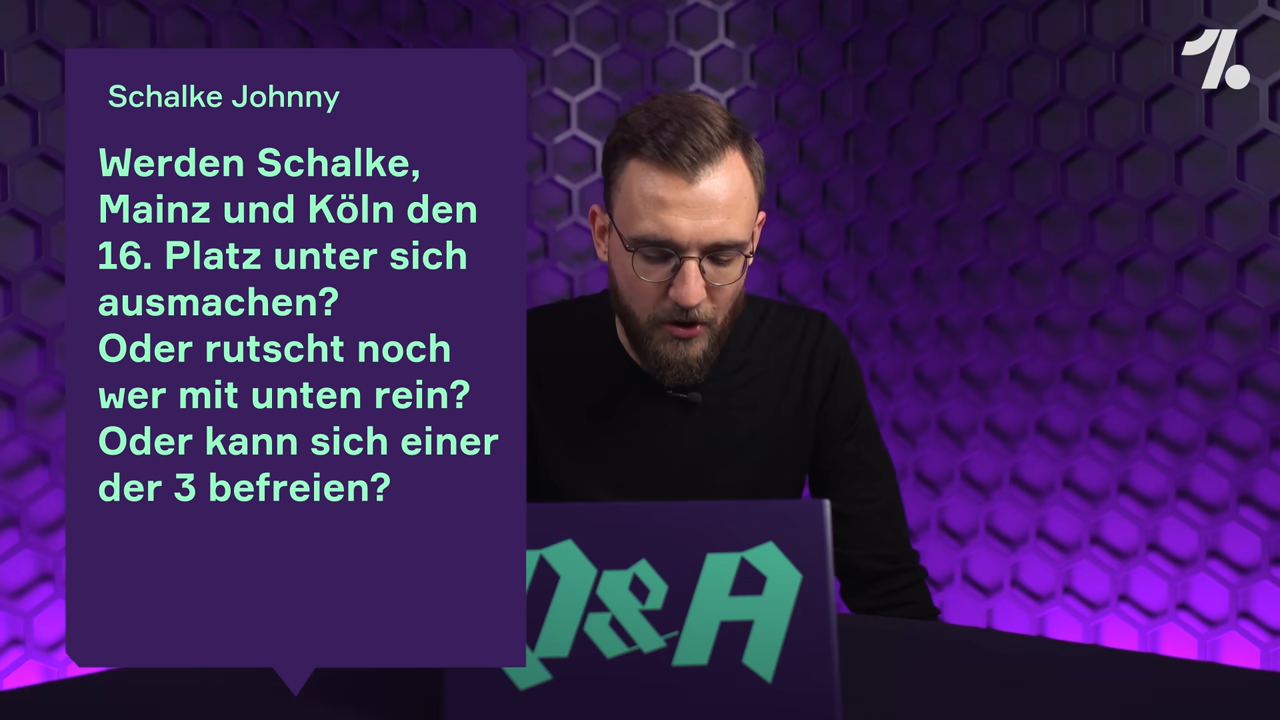 Schalke Johnny
Werden Schalke,
Mainz und Köln den
16. Platz unter sich
ausmachen?
Oder rutscht noch
wer mit unten rein?
Oder kann sich einer
der 3 befreien?
Q&A